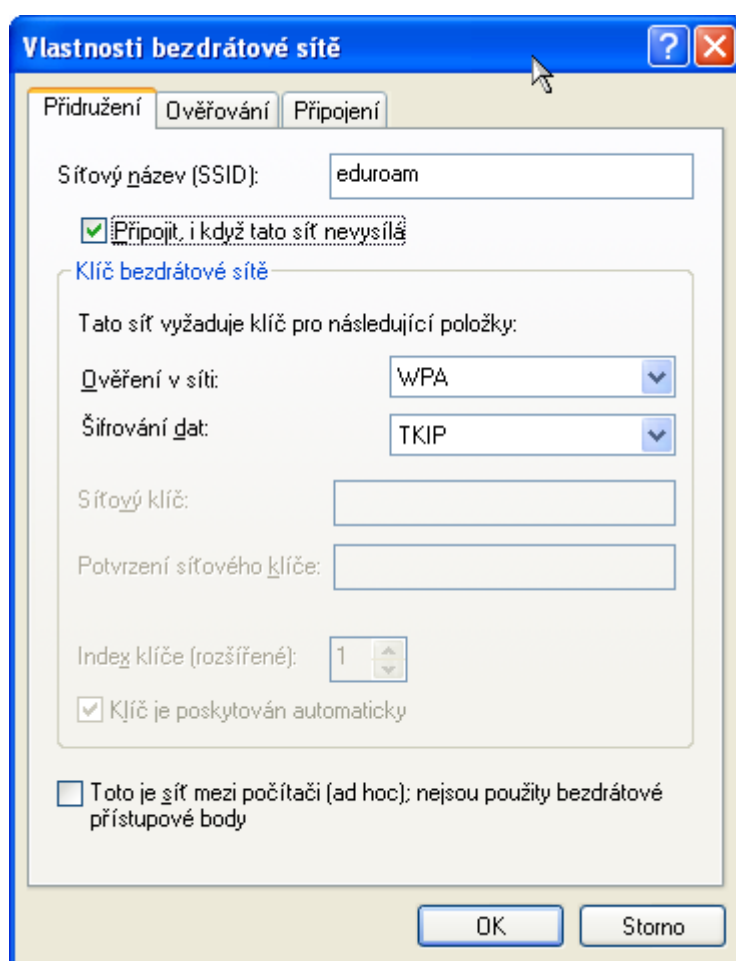 Vlastnosti bezdrátové sítě
Přidružení Ověřování Připojení
Síťový název (SSID): eduroam
Připojit, i když tato síť nevysílá
Klíč bezdrátové sítě
Tato síť vyžaduje klíč pro následující položky:
Ověření v síti: WPA
Šifrování dat: TKIP
Síťový klíč:
Potvrzení síťového klíče:
Index klíče (rozšířené): 1
Klíč je poskytován automaticky
Toto je síť mezi počítači (ad hoc); nejsou použity bezdrátové
přístupové body
OK Storno